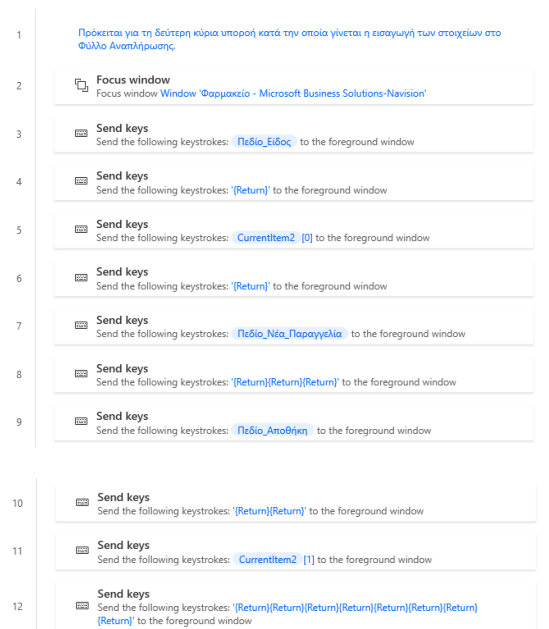 1
Πρόκειται για τη δεύτερη κύρια υποροή κατά την οποία γίνεται η εισαγωγή των στοιχείων στο
Φύλλο Αναπλήρωσης.
2
Focus window
Focus window Window 'Φαρμακείο - Microsoft Business Solutions-Navision'
3
Send keys
Send the following keystrokes: Πεδίο_Είδος to the foreground window
4
Send keys
Send the following keystrokes: '{Return}' to the foreground window
5
Send keys
Send the following keystrokes: CurrentItem2 [0] to the foreground window
6
Send keys
Send the following keystrokes: '{Return}' to the foreground window
7
Send keys
Send the following keystrokes: Πεδίο_Νέα_Παραγγελία to the foreground window
8
Send keys
Send the following keystrokes: '{Return}{Return}{Return}' to the foreground window
9
Send keys
Send the following keystrokes: Πεδίο_Αποθήκη to the foreground window
10
Send keys
Send the following keystrokes: '{Return}{Return}' to the foreground window
11
Send keys
Send the following keystrokes: CurrentItem2 [1] to the foreground window
12
Send keys
Send the following keystrokes: '{Return}{Return}{Return}{Return}{Return}{Return}{Return}
{Return}' to the foreground window